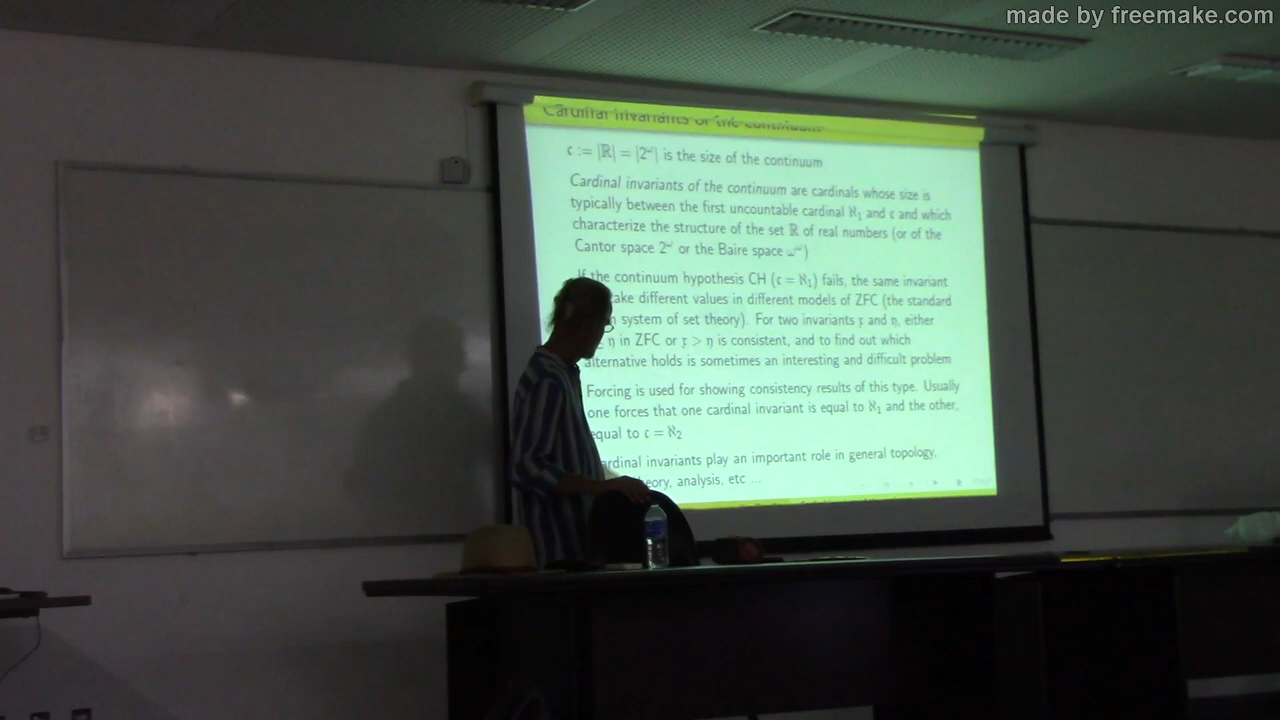 made by freemake.com
Cardinal invariants of the continuum
𝔠 := |ℝ| = |2^ω| is the size of the continuum
Cardinal invariants of the continuum are cardinals whose size is
typically between the first uncountable cardinal ℵ₁ and 𝔠 and which
characterize the structure of the set ℝ of real numbers (or of the
Cantor space 2^ω or the Baire space ω^ω)
If the continuum hypothesis CH (𝔠 = ℵ₁) fails, the same invariant
take different values in different models of ZFC (the standard
system of set theory). For two invariants 𝔵 and 𝔶, either
𝔶 in ZFC or 𝔵 > 𝔶 is consistent, and to find out which
alternative holds is sometimes an interesting and difficult problem
Forcing is used for showing consistency results of this type. Usually
one forces that one cardinal invariant is equal to ℵ₁ and the other,
equal to 𝔠 = ℵ₂
ardinal invariants play an important role in general topology,
eory, analysis, etc ...